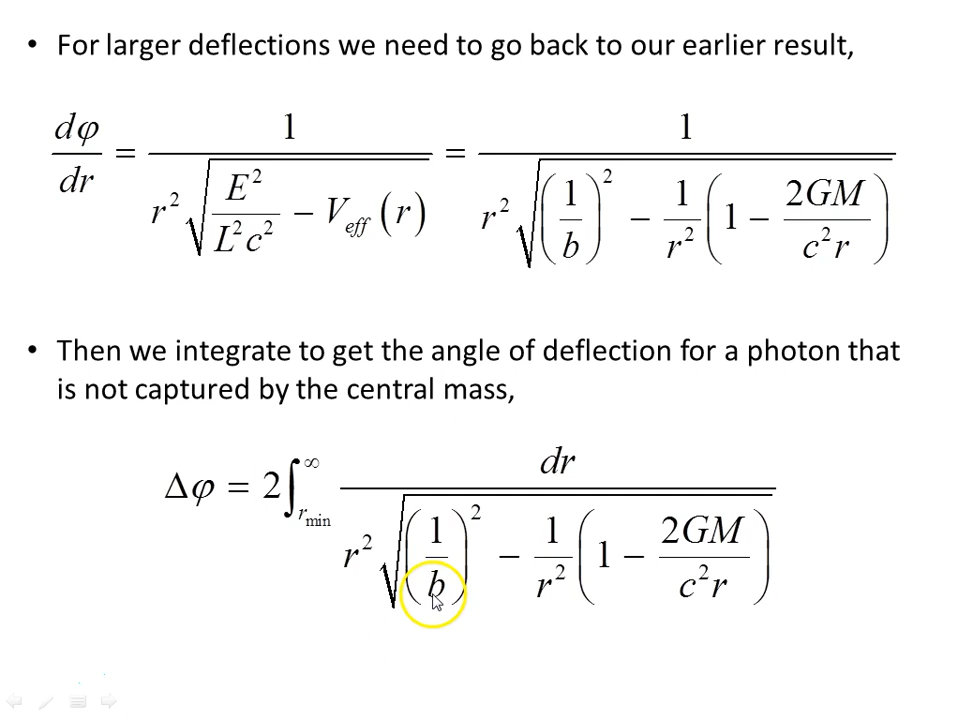 • For larger deflections we need to go back to our earlier result,
dφ/dr = 1/(r² √(E²/(L²c²) − V_eff(r))) = 1/(r² √((1/b)² − 1/r² (1 − 2GM/(c²r))))
• Then we integrate to get the angle of deflection for a photon that
is not captured by the central mass,
Δφ = 2∫_{r_min}^{∞} dr/(r² √((1/b)² − 1/r² (1 − 2GM/(c²r))))